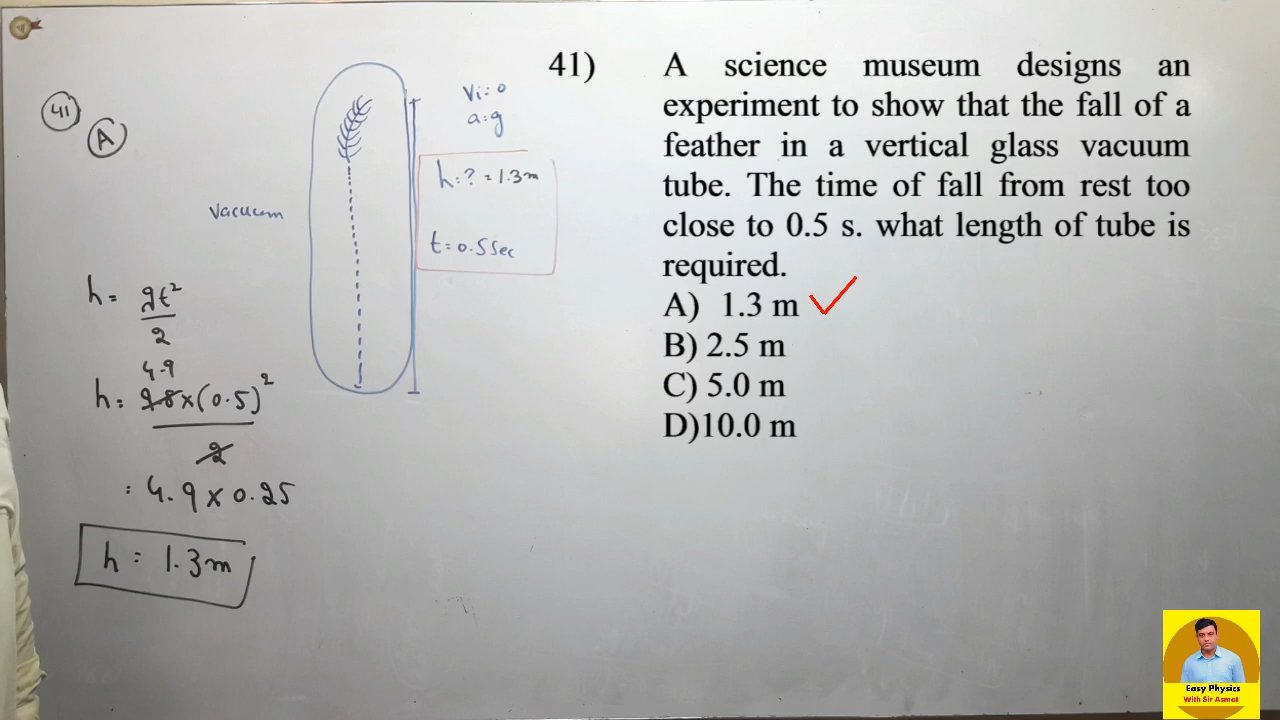 41
A
Vacuum
Vi = 0
a = g
h = ? = 1.3 m
t = 0.5 sec
h = gt²
2
4.9
h = 9.8 x (0.5)²
2
= 4.9 x 0.25
h = 1.3 m
41) A science museum designs an
experiment to show that the fall of a
feather in a vertical glass vacuum
tube. The time of fall from rest too
close to 0.5 s. what length of tube is
required.
A) 1.3 m
B) 2.5 m
C) 5.0 m
D)10.0 m
Easy Physics
With Sir Asmat